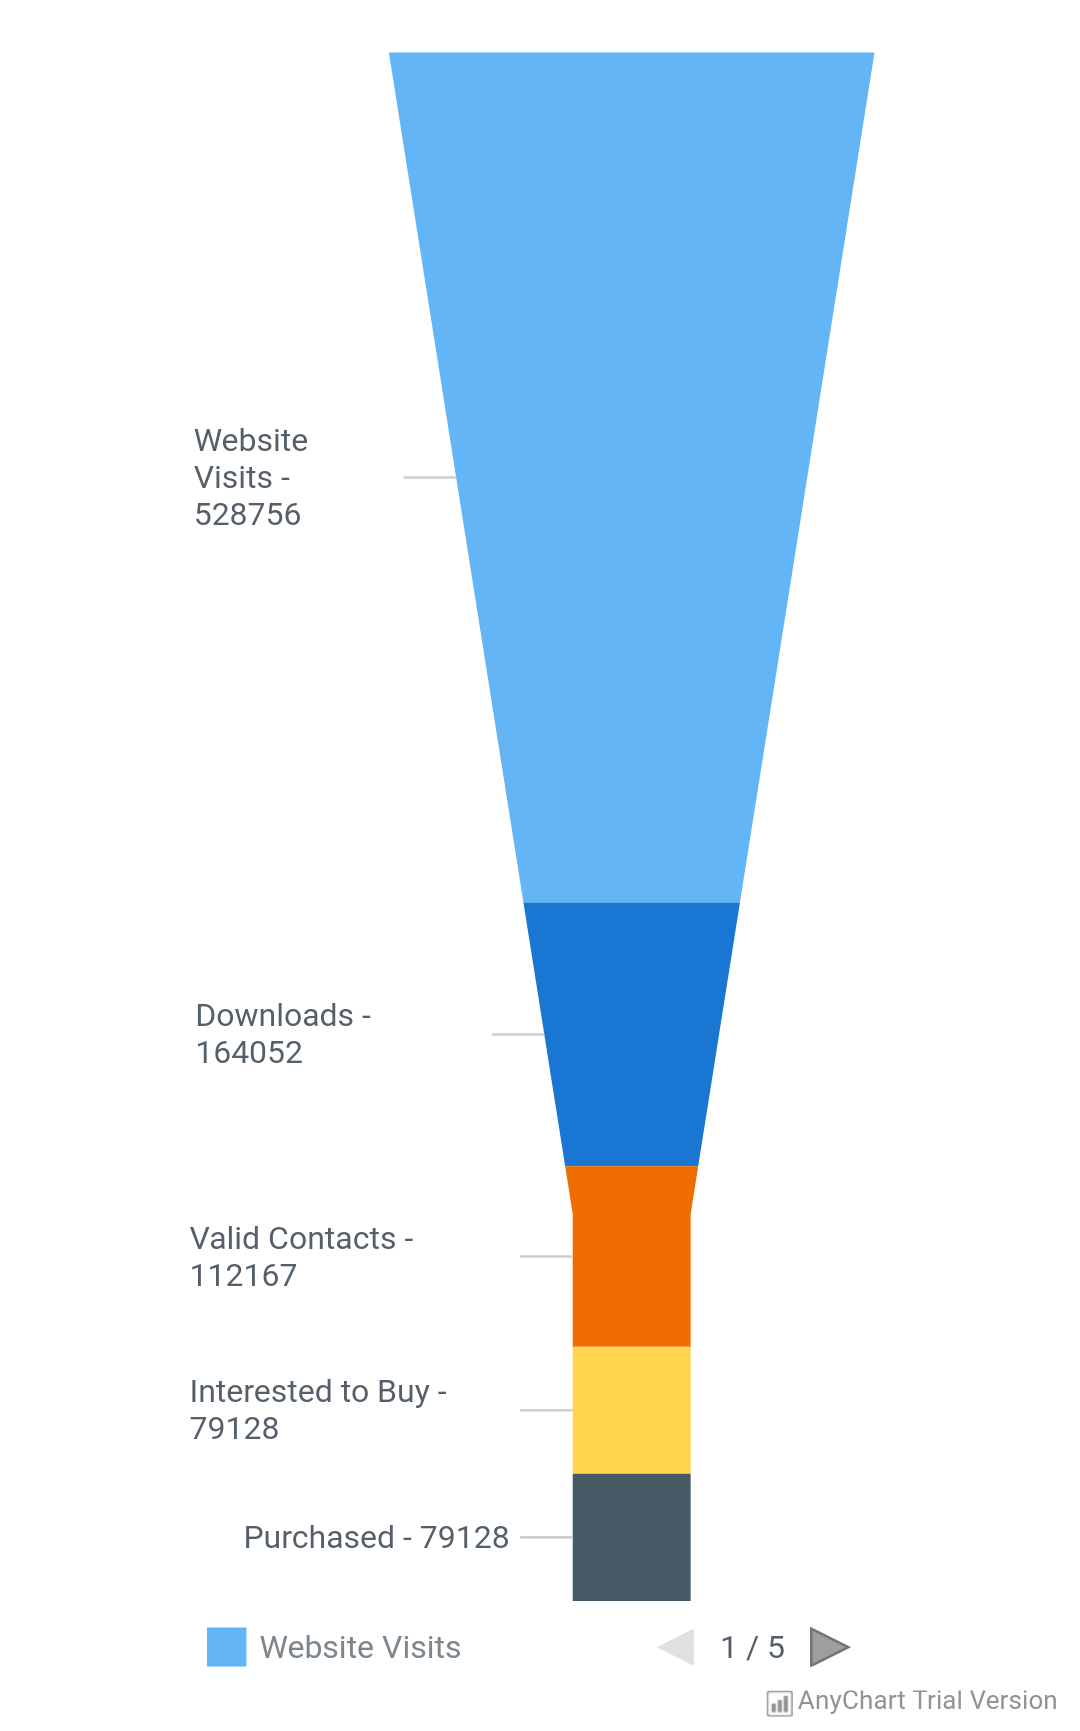 Website
Visits -
528756
Downloads -
164052
Valid Contacts -
112167
Interested to Buy -
79128
Purchased - 79128
Website Visits
1 / 5
AnyChart Trial Version